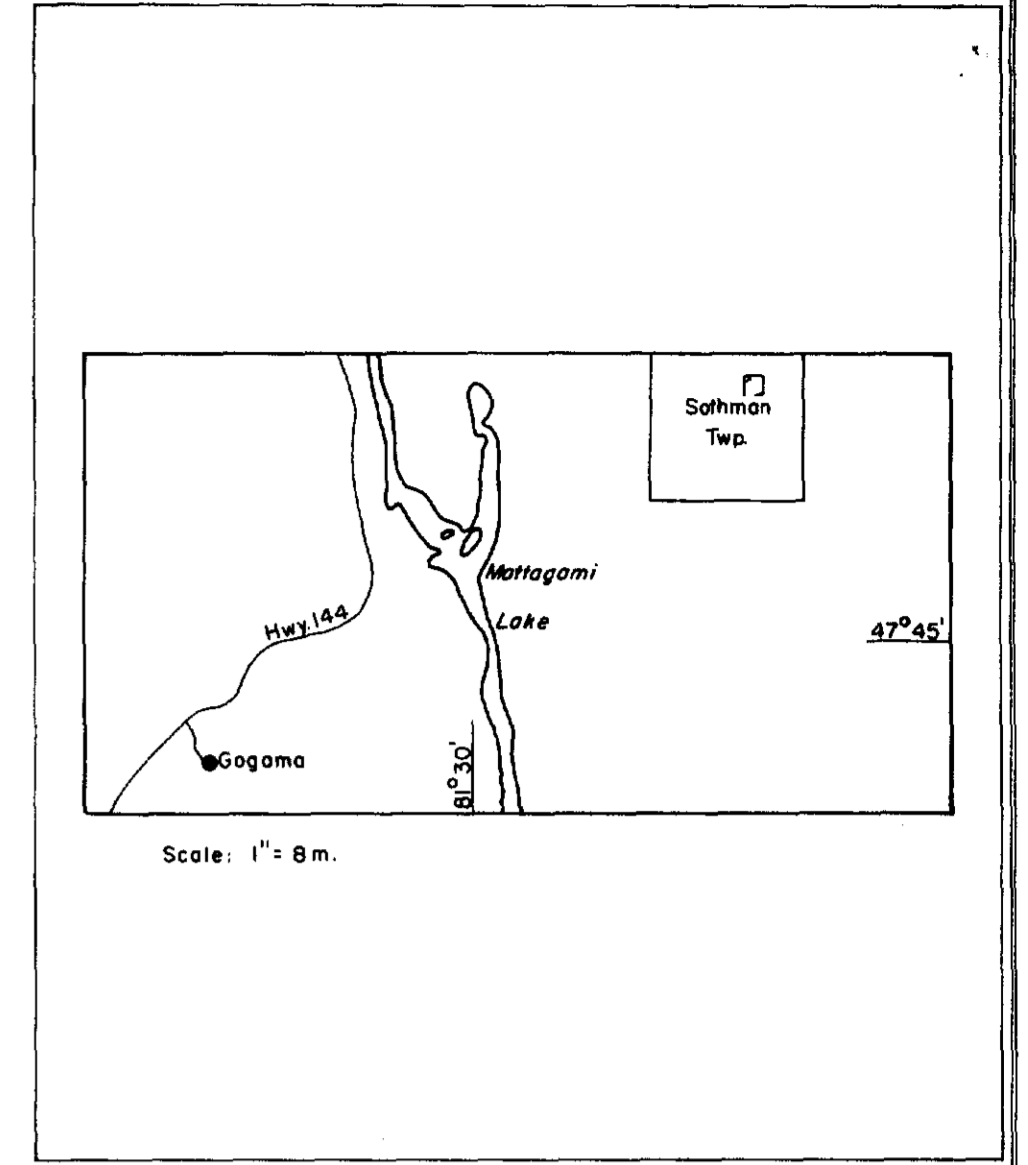 Sothman
Twp.
Mattagami
Lake
Hwy. 144
47°45'
81°30'
Gogama
Scale: 1" = 8 m.